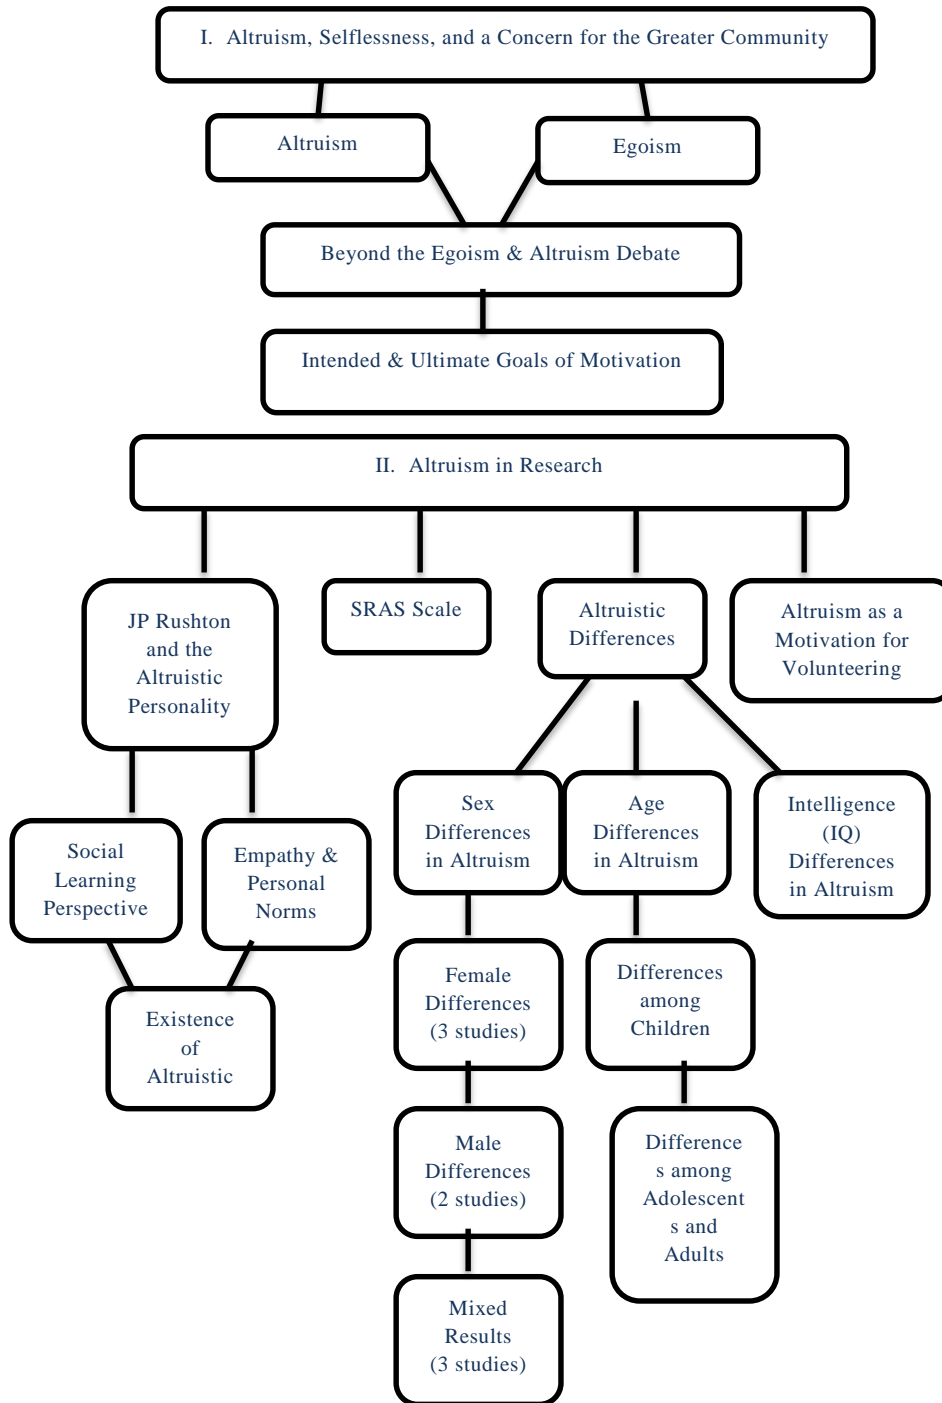 I. Altruism, Selflessness, and a Concern for the Greater Community
Altruism
Egoism
Beyond the Egoism & Altruism Debate
Intended & Ultimate Goals of Motivation
II. Altruism in Research
JP Rushton
and the
Altruistic
Personality
SRAS Scale
Altruistic
Differences
Altruism as a
Motivation for
Volunteering
Social
Learning
Perspective
Empathy &
Personal
Norms
Existence
of
Altruistic
Sex
Differences
in Altruism
Age
Differences
in Altruism
Intelligence
(IQ)
Differences
in Altruism
Female
Differences
(3 studies)
Differences
among
Children
Male
Differences
(2 studies)
Difference
s among
Adolescent
s and
Adults
Mixed
Results
(3 studies)